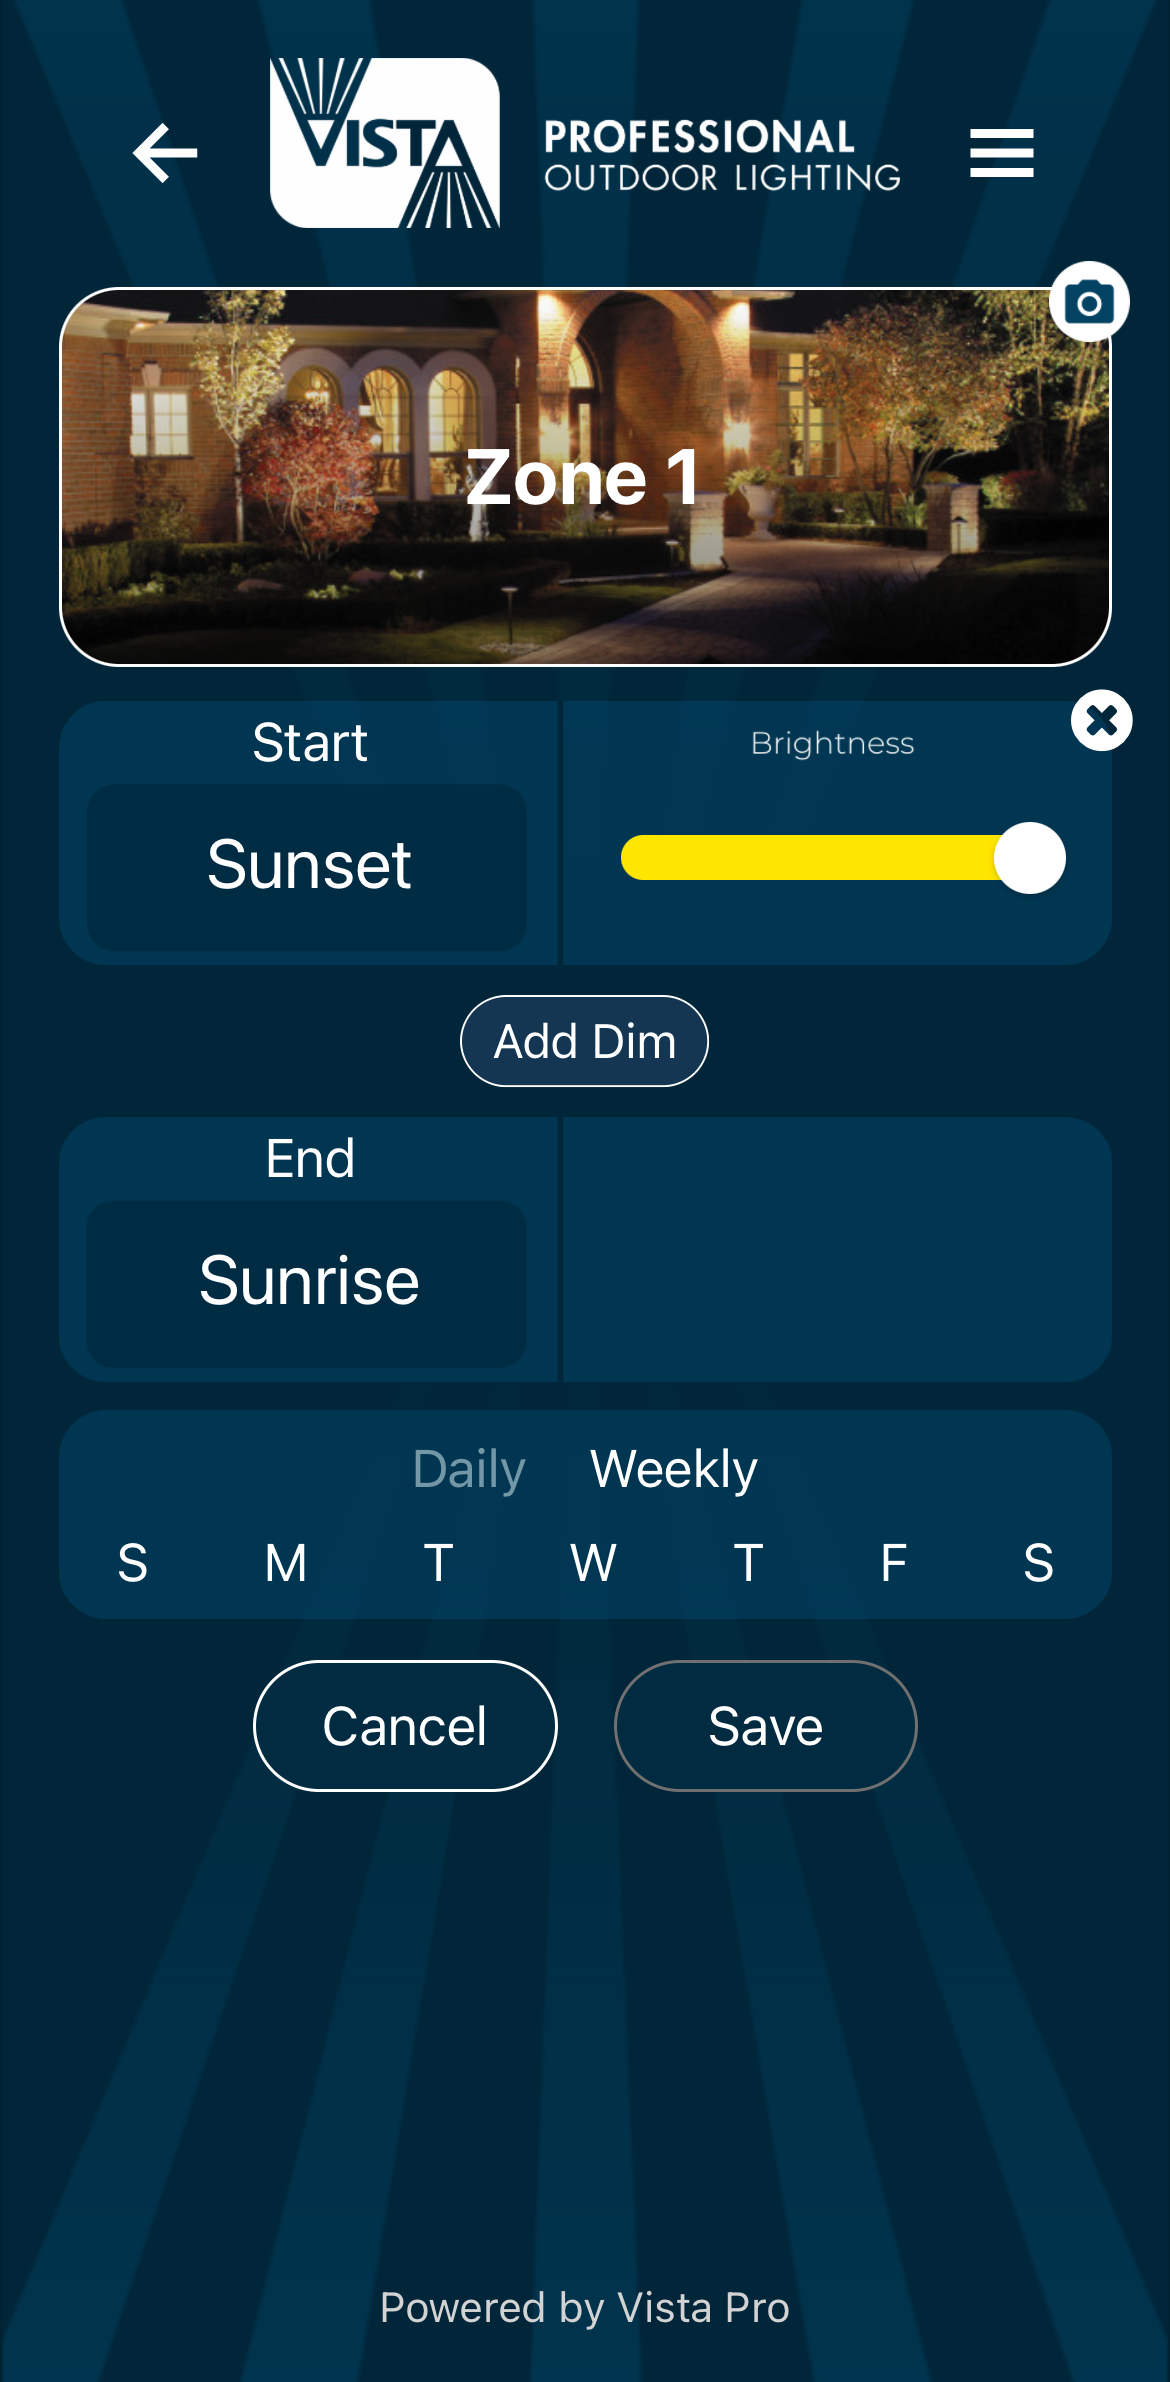 VISTA
PROFESSIONAL
OUTDOOR LIGHTING
Zone 1
Start
Brightness
Sunset
Add Dim
End
Sunrise
Daily Weekly
S M T W T F S
Cancel Save
Powered by Vista Pro